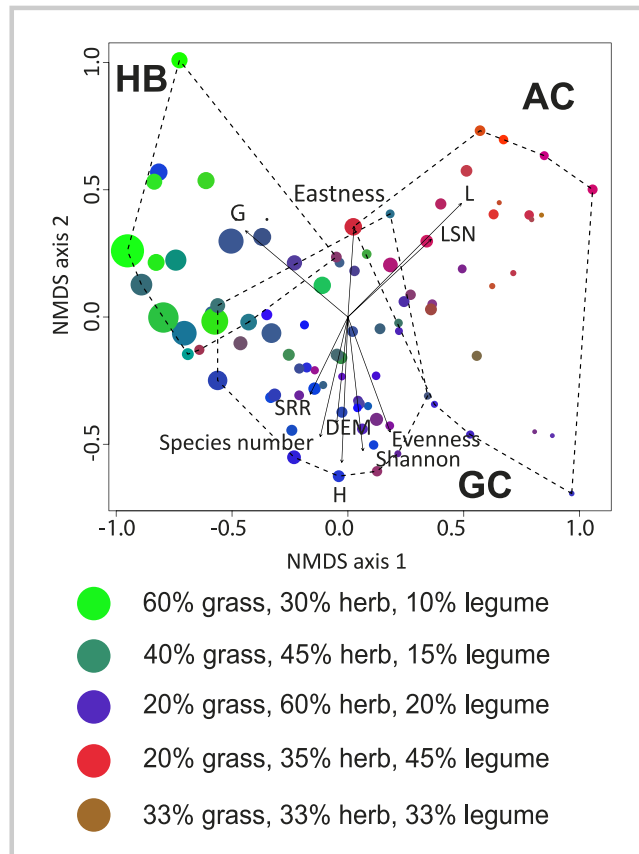 HB
AC
GC
Eastness
G
L
LSN
SRR
DEM
Species number
Evenness
Shannon
H
NMDS axis 2
1.0
0.5
0.0
-0.5
-1.0 -0.5 0.0 0.5 1.0
NMDS axis 1
60% grass, 30% herb, 10% legume
40% grass, 45% herb, 15% legume
20% grass, 60% herb, 20% legume
20% grass, 35% herb, 45% legume
33% grass, 33% herb, 33% legume